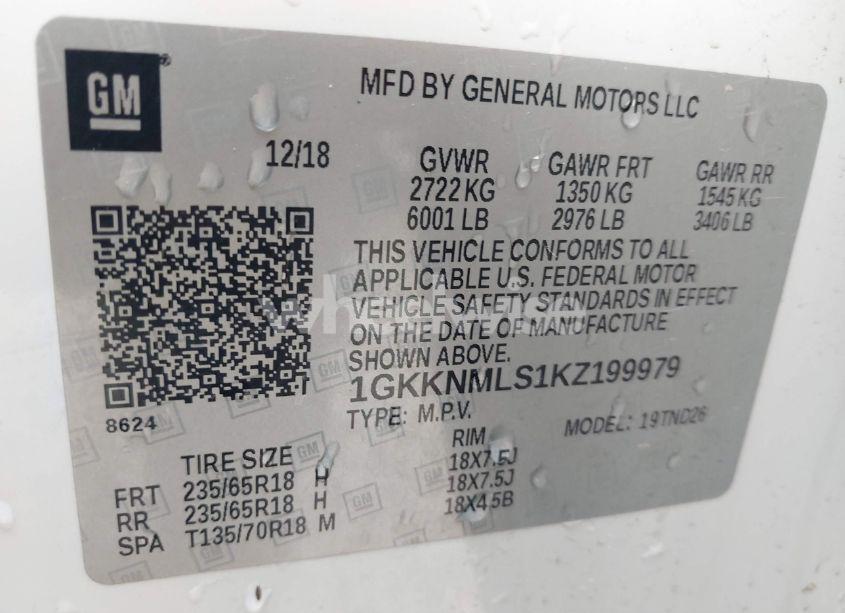 GM
MFD BY GENERAL MOTORS LLC
12/18
GVWR GAWR FRT GAWR RR
2722 KG 1350 KG 1545 KG
6001 LB 2976 LB 3406 LB
THIS VEHICLE CONFORMS TO ALL
APPLICABLE U.S. FEDERAL MOTOR
VEHICLE SAFETY STANDARDS IN EFFECT
ON THE DATE OF MANUFACTURE
SHOWN ABOVE.
1GKKNMLS1KZ199979
8624
TYPE: M.P.V. MODEL: 19TND26
TIRE SIZE RIM
FRT 235/65R18 H 18X7.5J
RR 235/65R18 H 18X7.5J
SPA T135/70R18 M 18X4.5B